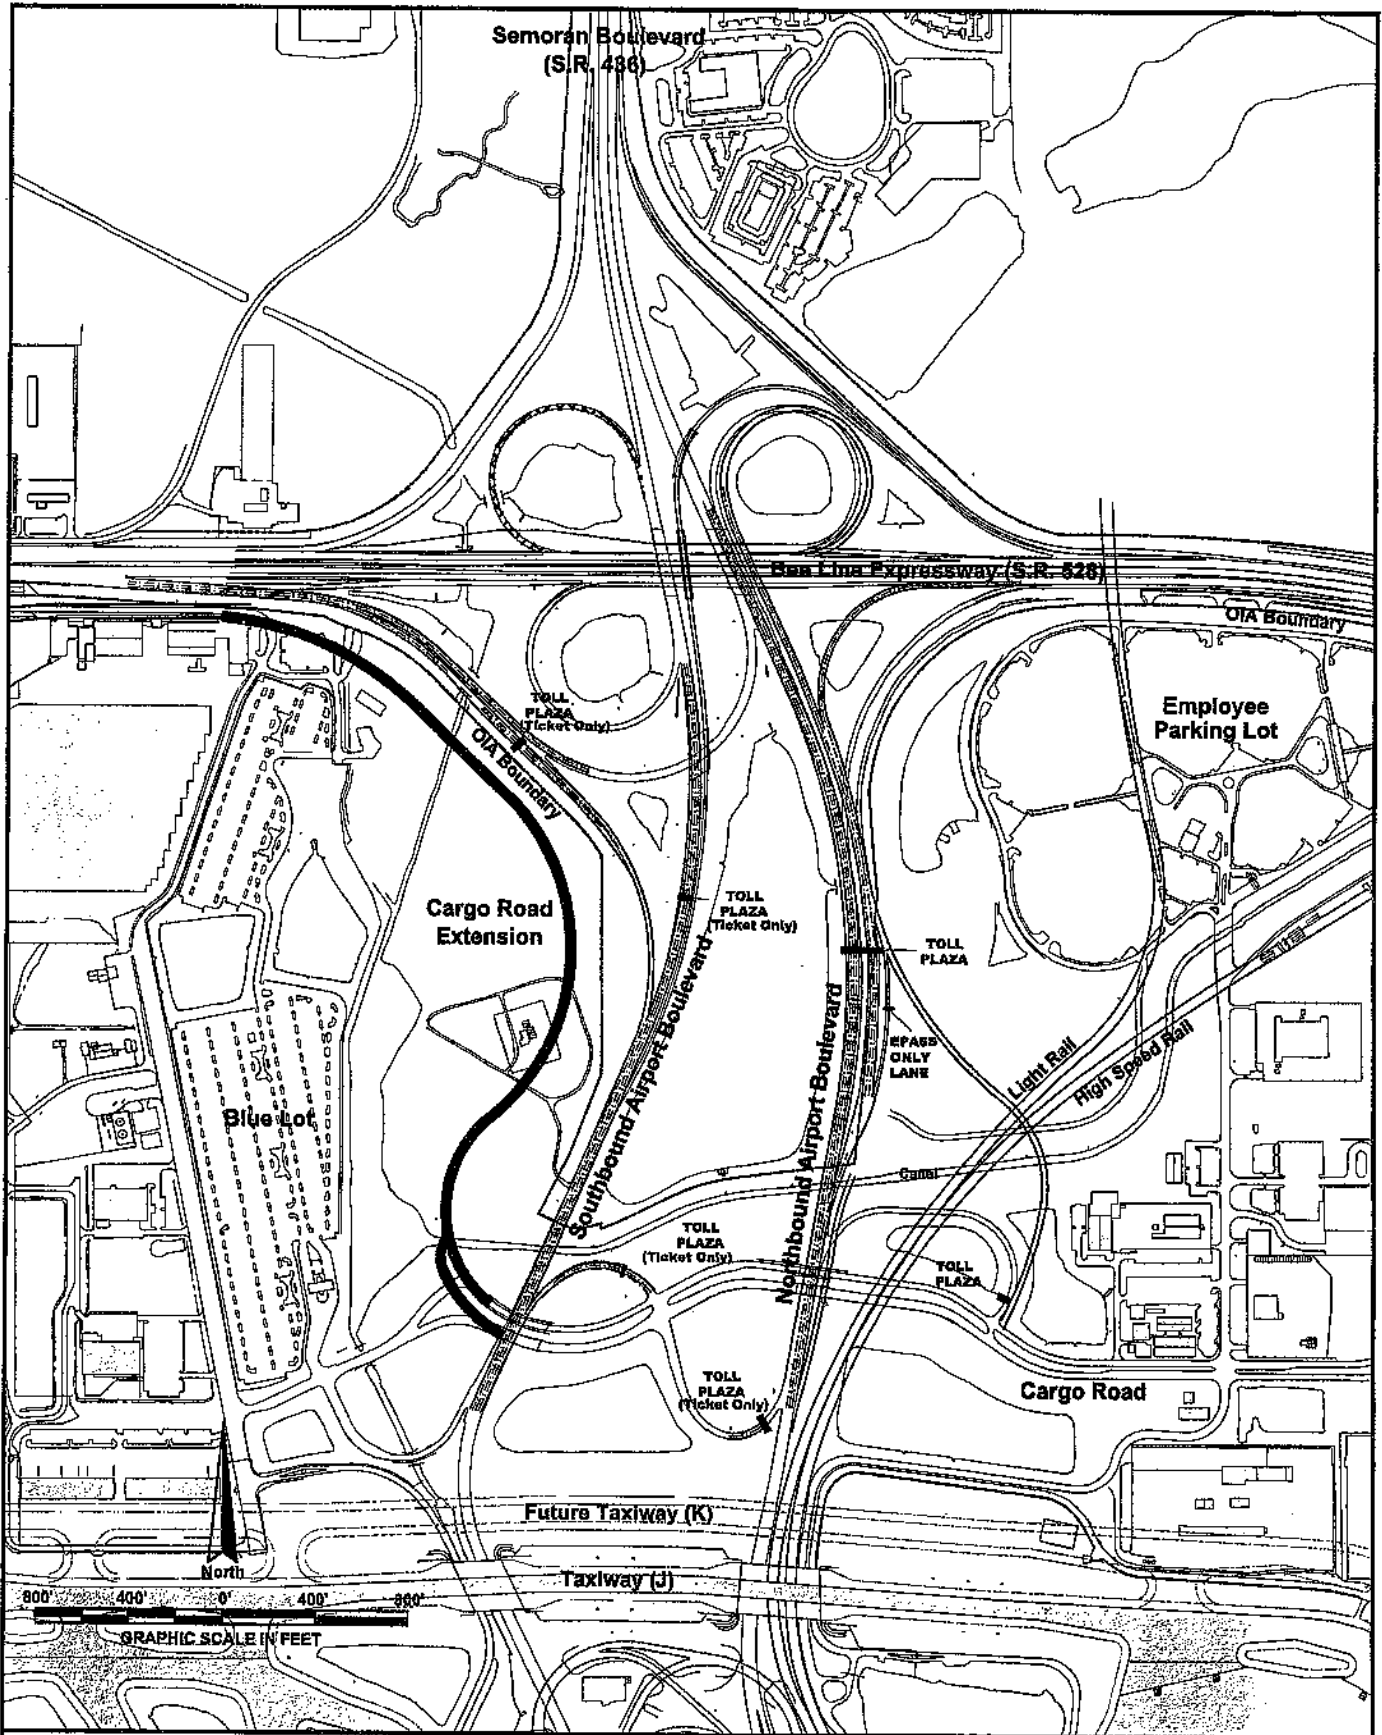 Semoran Boulevard
(S.R. 436)
Bee Line Expressway (S.R. 528)
OIA Boundary
TOLL
PLAZA
(Ticket Only)
OIA Boundary
Employee
Parking Lot
Cargo Road
Extension
TOLL
PLAZA
(Ticket Only)
TOLL
PLAZA
Southbound Airport Boulevard
Northbound Airport Boulevard
EPASS
ONLY
LANE
Light Rail
High Speed Rail
Blue Lot
Canal
TOLL
PLAZA
(Ticket Only)
TOLL
PLAZA
TOLL
PLAZA
(Ticket Only)
Cargo Road
Future Taxiway (K)
North
Taxiway (J)
800' 400' 0' 400' 800'
GRAPHIC SCALE IN FEET